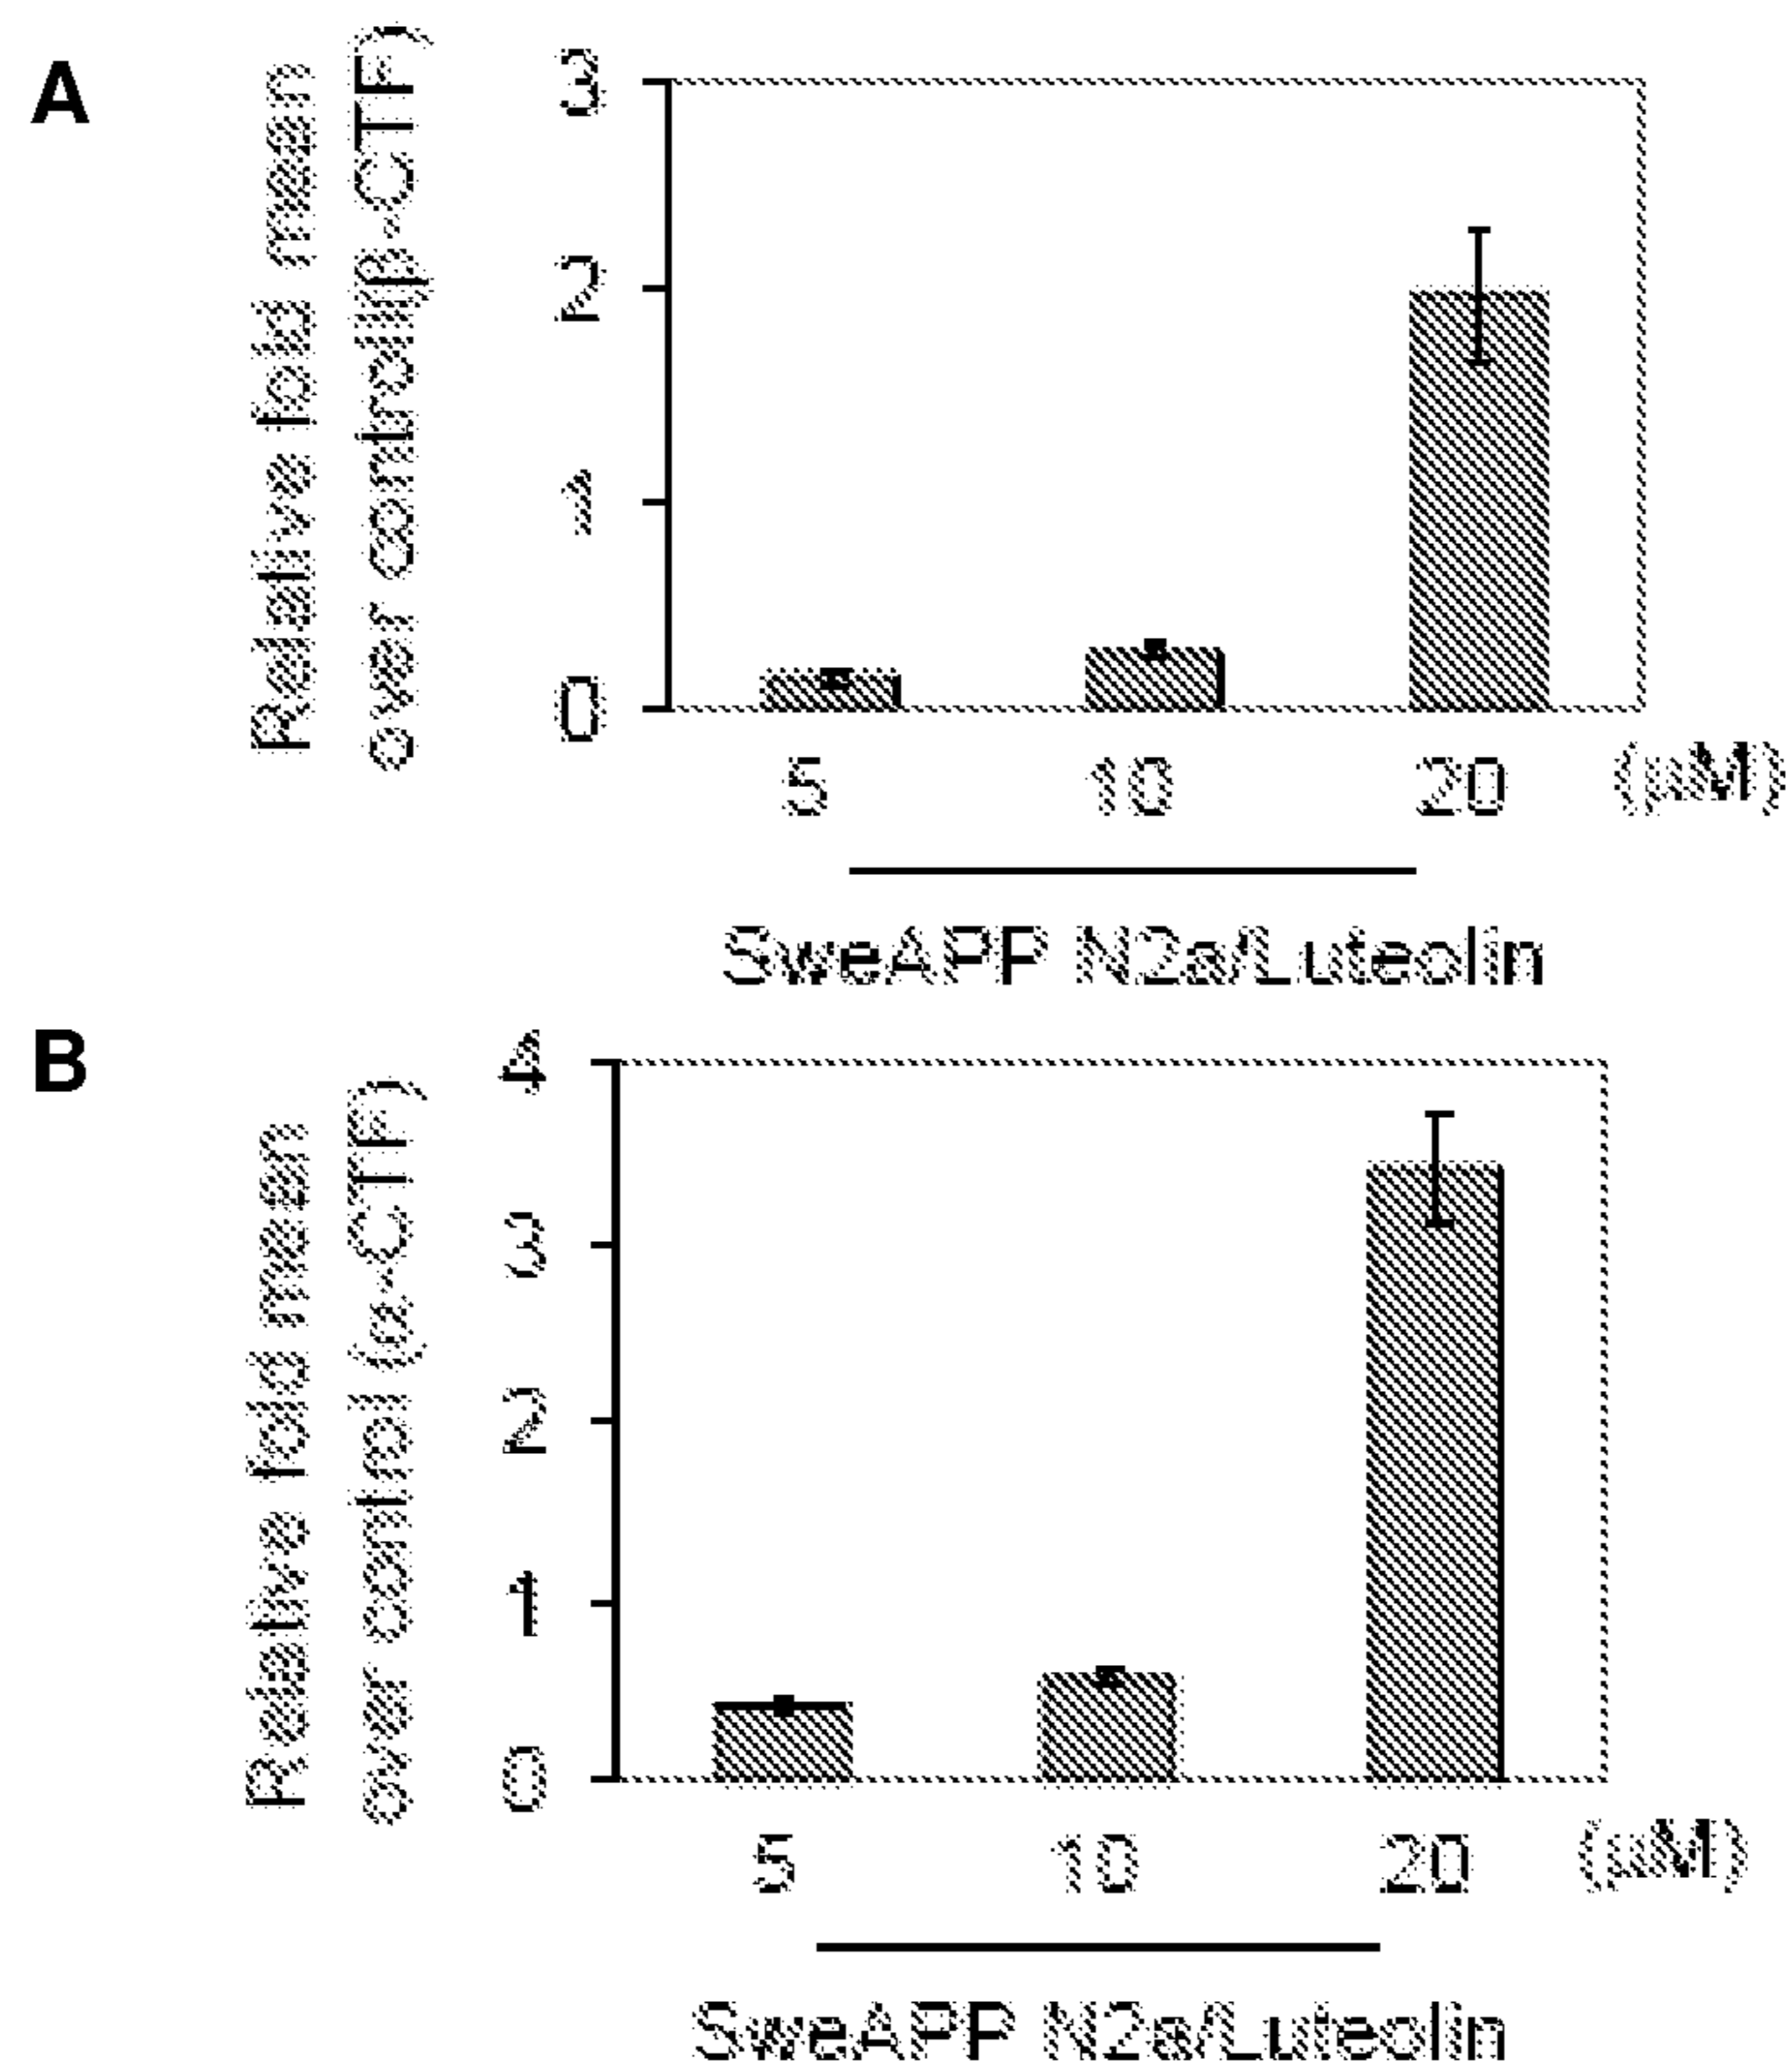 A
Relative fold mean
over control (β-CTF)
3
2
1
0
5 10 20 (µM)
SweAPP N2a/Luteolin
B
Relative fold mean
over control (α-CTF)
4
3
2
1
0
5 10 20 (µM)
SweAPP N2a/Luteolin